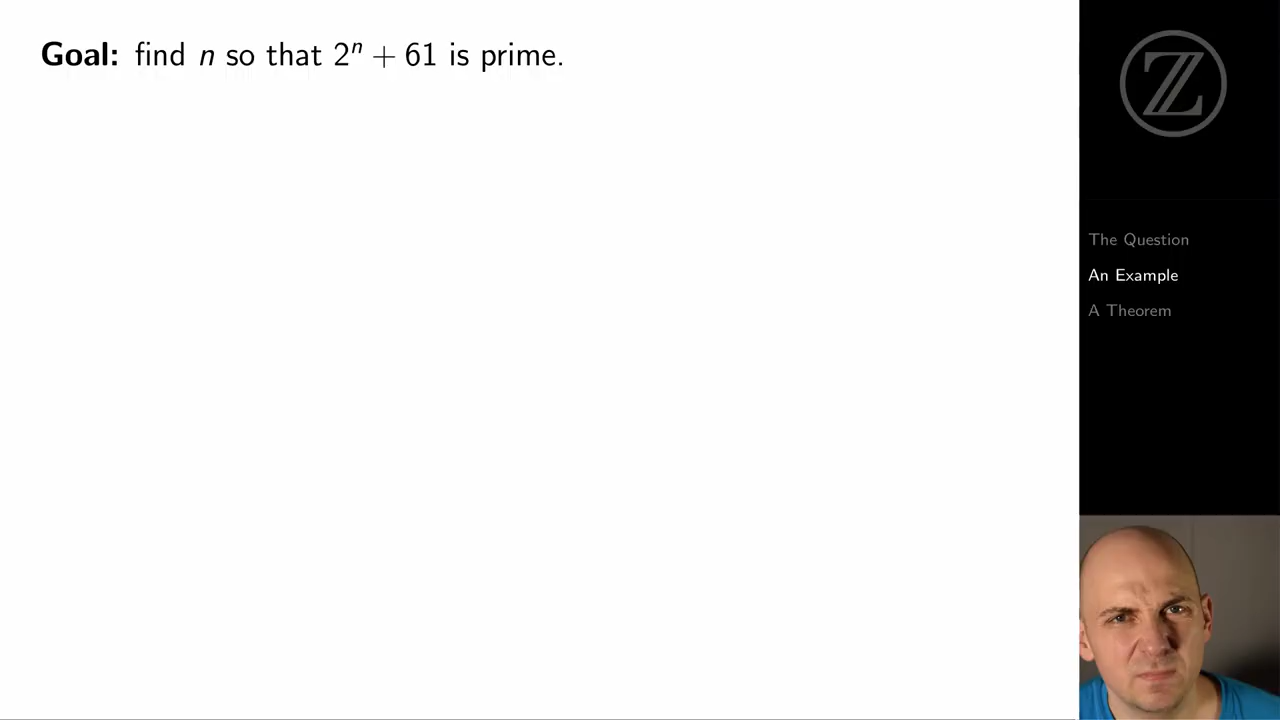 Goal: find n so that 2ⁿ + 61 is prime.
ℤ
The Question
An Example
A Theorem